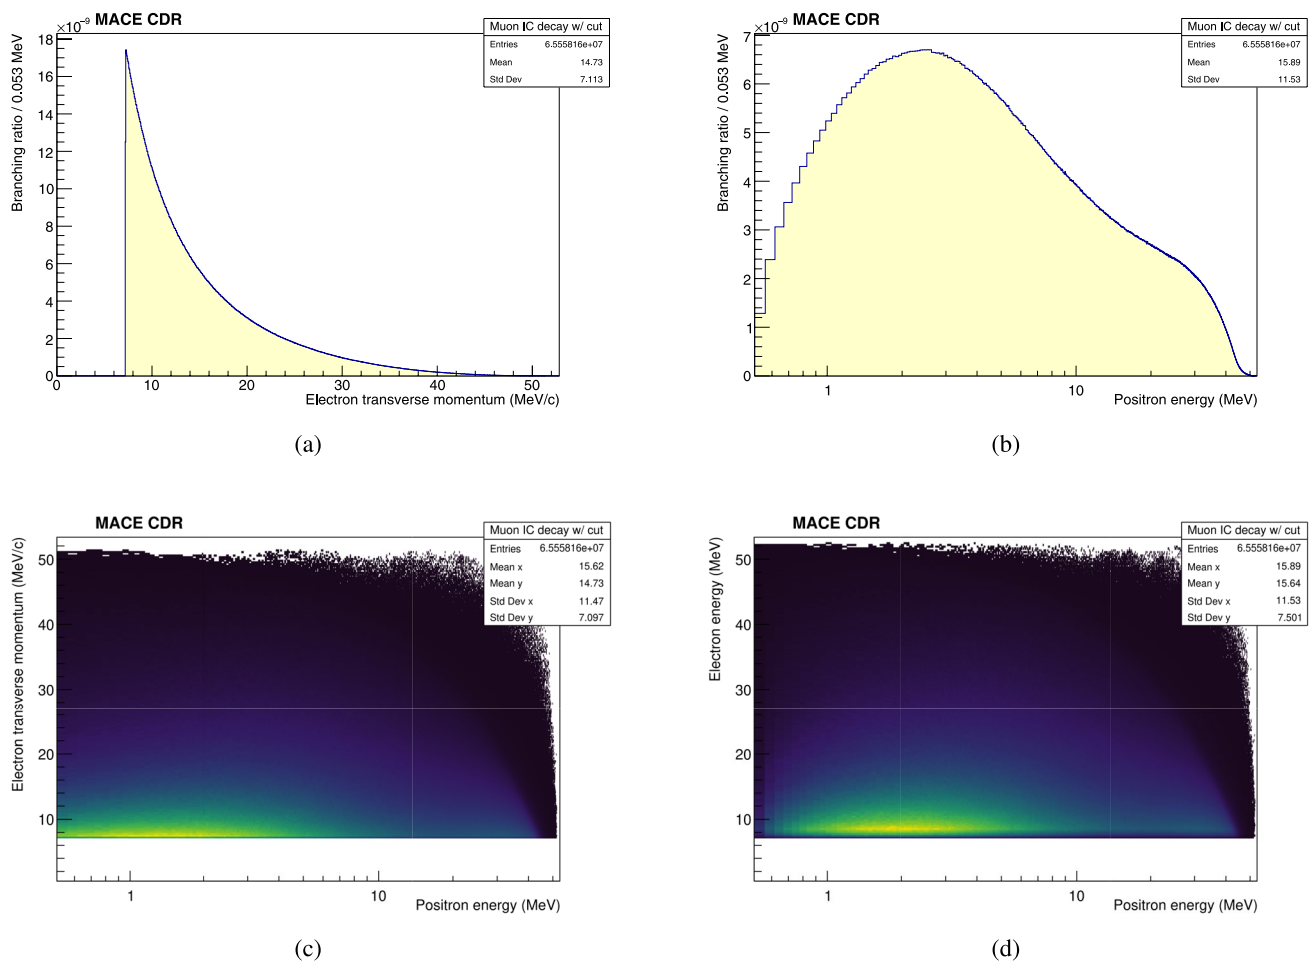 ×10⁻⁹ MACE CDR
Muon IC decay w/ cut
Entries 6.555816e+07
Mean 14.73
Std Dev 7.113
Branching ratio / 0.053 MeV
18
16
14
12
10
8
6
4
2
0
0 10 20 30 40 50
Electron transverse momentum (MeV/c)
(a)
×10⁻⁹ MACE CDR
Muon IC decay w/ cut
Entries 6.555816e+07
Mean 15.89
Std Dev 11.53
Branching ratio / 0.053 MeV
7
6
5
4
3
2
1
0
1 10
Positron energy (MeV)
(b)
MACE CDR
Muon IC decay w/ cut
Entries 6.555816e+07
Mean x 15.62
Mean y 14.73
Std Dev x 11.47
Std Dev y 7.097
Electron transverse momentum (MeV/c)
50
40
30
20
10
1 10
Positron energy (MeV)
(c)
MACE CDR
Muon IC decay w/ cut
Entries 6.555816e+07
Mean x 15.89
Mean y 15.64
Std Dev x 11.53
Std Dev y 7.501
Electron energy (MeV)
50
40
30
20
10
1 10
Positron energy (MeV)
(d)